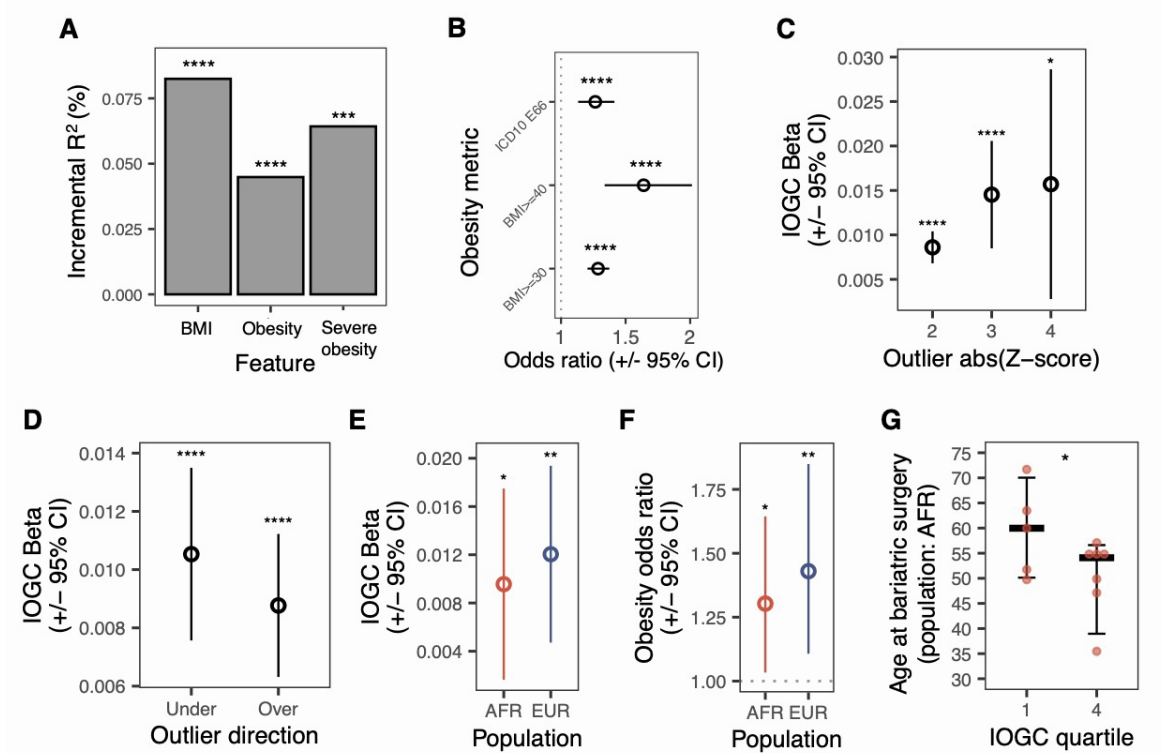 A
Incremental R² (%)
0.075
0.050
0.025
0.000
****
****
***
BMI
Obesity
Severe
obesity
Feature
B
Obesity metric
ICD10 E66
BMI>=40
BMI>=30
****
****
****
1
1.5
2
Odds ratio (+/- 95% CI)
C
IOGC Beta
(+/− 95% CI)
0.030
0.025
0.020
0.015
0.010
0.005
****
****
*
2
3
4
Outlier abs(Z−score)
D
IOGC Beta
(+/− 95% CI)
0.014
0.012
0.010
0.008
0.006
****
****
Under
Over
Outlier direction
E
IOGC Beta
(+/− 95% CI)
0.020
0.016
0.012
0.008
0.004
*
**
AFR
EUR
Population
F
Obesity odds ratio
(+/− 95% CI)
1.75
1.50
1.25
1.00
*
**
AFR
EUR
Population
G
Age at bariatric surgery
(population: AFR)
75
70
65
60
55
50
45
40
35
30
*
1
4
IOGC quartile